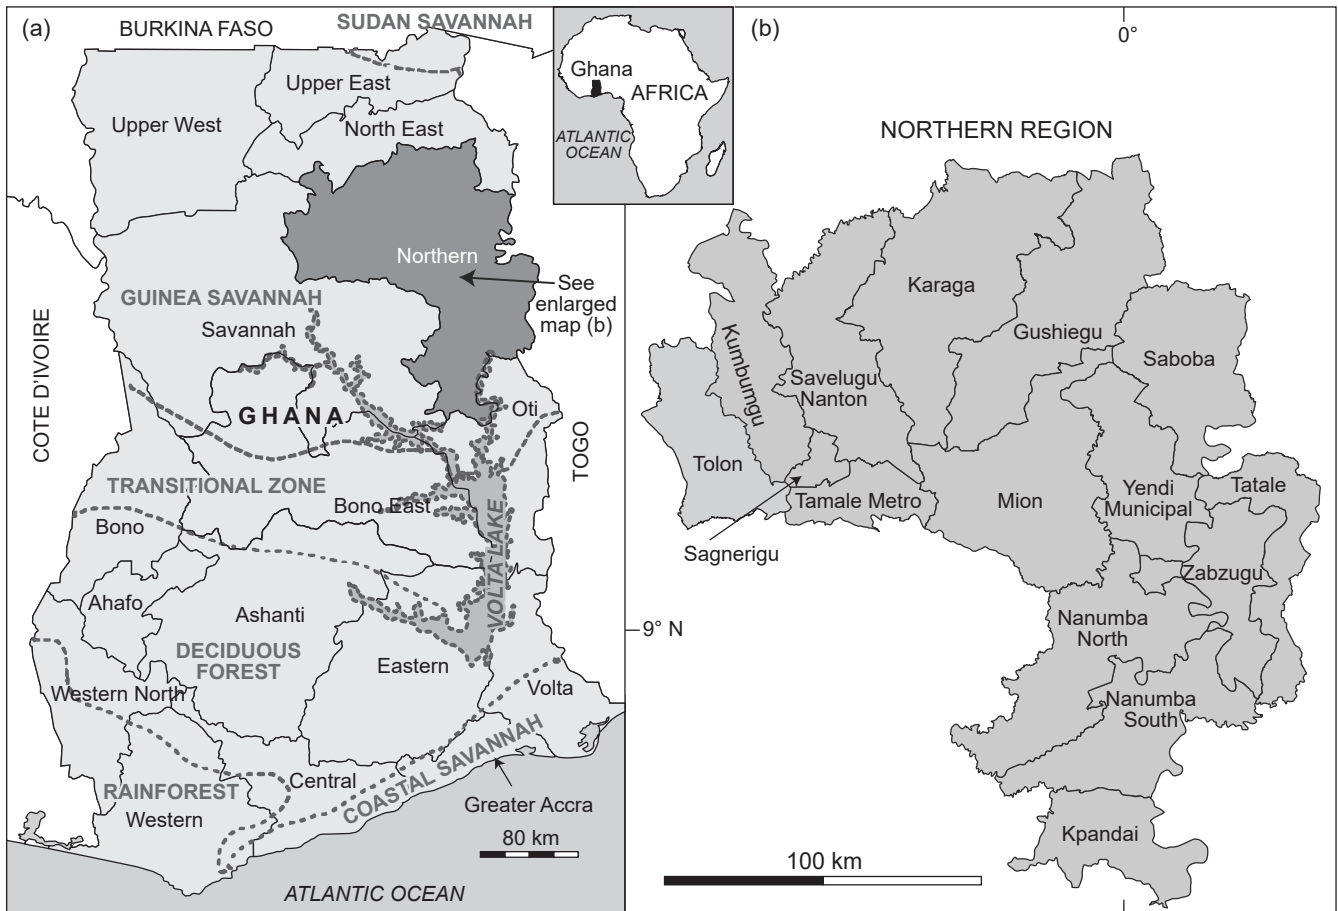 (a)
BURKINA FASO
SUDAN SAVANNAH
Upper East
Upper West
North East
Northern
See
enlarged
map (b)
GUINEA SAVANNAH
Savannah
COTE D'IVOIRE
GHANA
Oti
TOGO
TRANSITIONAL ZONE
Bono East
Bono
VOLTA LAKE
Ahafo
Ashanti
DECIDUOUS
FOREST
Eastern
Western North
Volta
COASTAL SAVANNAH
Central
RAINFOREST
Western
Greater Accra
80 km
ATLANTIC OCEAN
Ghana
AFRICA
ATLANTIC
OCEAN
(b)
0°
NORTHERN REGION
Karaga
Gushiegu
Saboba
Kumbumgu
Savelugu
Nanton
Tolon
Tamale Metro
Mion
Yendi
Municipal
Tatale
Sagnerigu
Zabzugu
9° N
Nanumba
North
Nanumba
South
Kpandai
100 km